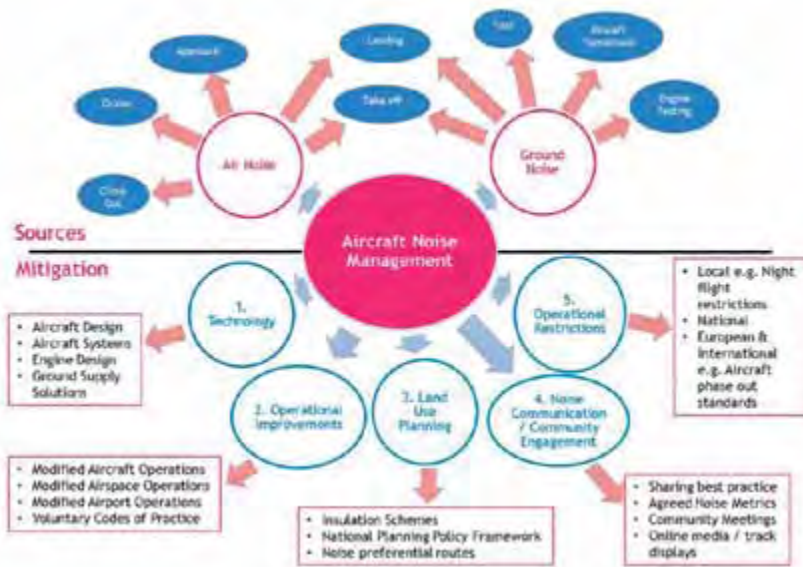 Approach
Landing
Taxi
Aircraft
Turnaround
Cruise
Take off
Engine
Testing
Air Noise
Ground
Noise
Climb
Out
Sources
Aircraft Noise
Management
Mitigation
1.
Technology
5.
Operational
Restrictions
• Local e.g. Night
flight
restrictions
• National
• European &
International
e.g. Aircraft
phase out
standards
• Aircraft Design
• Aircraft Systems
• Engine Design
• Ground Supply
Solutions
2. Operational
Improvements
3. Land
Use
Planning
4. Noise
Communication
/ Community
Engagement
• Modified Aircraft Operations
• Modified Airspace Operations
• Modified Airport Operations
• Voluntary Codes of Practice
• Insulation Schemes
• National Planning Policy Framework
• Noise preferential routes
• Sharing best practice
• Agreed Noise Metrics
• Community Meetings
• Online media / track
displays